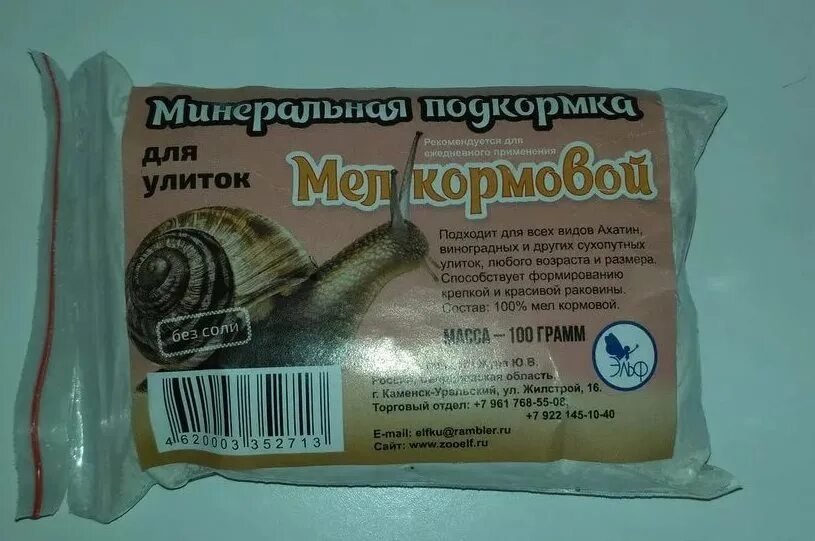 Минеральная подкормка
для
улиток
Рекомендуется для
ежедневного применения
Мел кормовой
Подходит для всех видов Ахатин,
виноградных и других сухопутных
улиток, любого возраста и размера.
Способствует формированию
крепкой и красивой раковины.
Состав: 100% мел кормовой.
без соли
МАССА – 100 ГРАММ
ЭЛЬФ
Ю.В.
область,
г. Каменск-Уральский, ул. Жилстрой, 16.
Торговый отдел: +7 961 768-55-08,
+7 922 145-10-40
E-mail: elfku@rambler.ru
Сайт: www.zooelf.ru
4 620003 352713